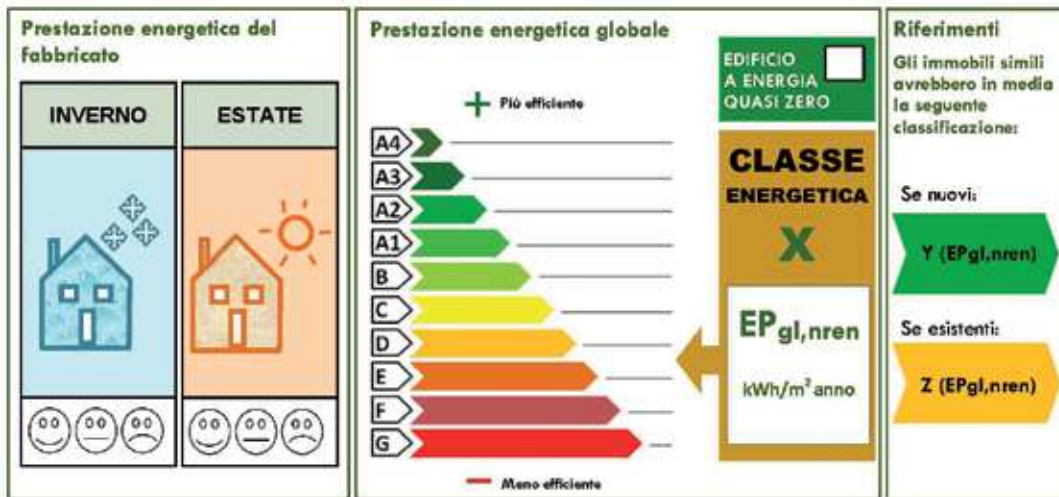 Prestazione energetica del
fabbricato
INVERNO
ESTATE
Prestazione energetica globale
+ Più efficiente
A4
A3
A2
A1
B
C
D
E
F
G
— Meno efficiente
EDIFICIO
A ENERGIA
QUASI ZERO
CLASSE
ENERGETICA
X
EPgl,nren
kWh/m² anno
Riferimenti
Gli immobili simili
avrebbero in media
la seguente
classificazione:
Se nuovi:
Y (EPgl,nren)
Se esistenti:
Z (EPgl,nren)